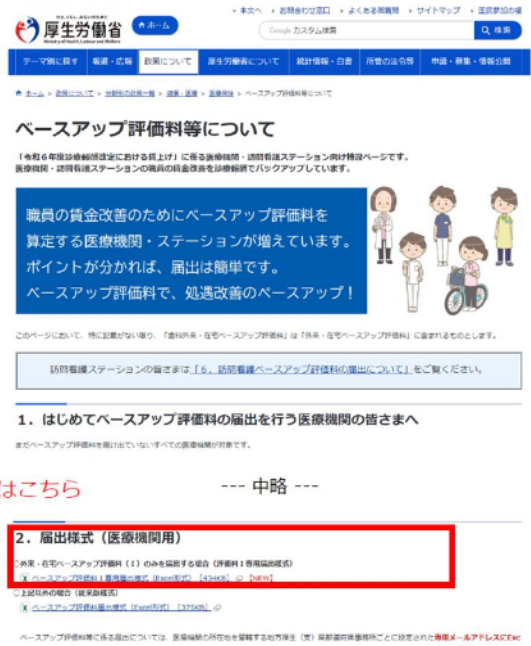 本文へ お問合わせ窓口 よくある御質問 サイトマップ 国民参加の場
ひと、くらし、みらいのために
厚生労働省
Ministry of Health, Labour and Welfare
ホーム
Google カスタム検索
検索
テーマ別に探す 報道・広報 政策について 厚生労働省について 統計情報・白書 所管の法令等 申請・募集・情報公開
ホーム > 政策について > 分野別の政策一覧 > 健康・医療 > 医療保険 > ベースアップ評価料等について
ベースアップ評価料等について
「令和6年度診療報酬改定における賃上げ」に係る医療機関・訪問看護ステーション向け特設ページです。
医療機関・訪問看護ステーションの職員の賃金改善を診療報酬でバックアップしています。
職員の賃金改善のためにベースアップ評価料を
算定する医療機関・ステーションが増えています。
ポイントが分かれば、届出は簡単です。
ベースアップ評価料で、処遇改善のベースアップ！
このページにおいて、特に記載がない限り、「歯科外来・在宅ベースアップ評価料」は「外来・在宅ベースアップ評価料」に含まれるものとします。
訪問看護ステーションの皆さまは「6．訪問看護ベースアップ評価料の届出について」をご覧ください。
1．はじめてベースアップ評価料の届出を行う医療機関の皆さまへ
まだベースアップ評価料を届け出ていないすべての医療機関が対象です。
はこちら
--- 中略 ---
2．届出様式（医療機関用）
○外来・在宅ベースアップ評価料（I）のみを届出する場合（評価料I専用届出様式）
ベースアップ評価料I専用届出様式（Excel形式）［434KB］【NEW】
○上記以外の場合（従来版様式）
ベースアップ評価料届出様式（Excel形式）［375KB］
ベースアップ評価料等に係る届出については、医療機関の所在地を管轄する地方厚生（支）局都道府県事務所ごとに設定された専用メールアドレスにExc